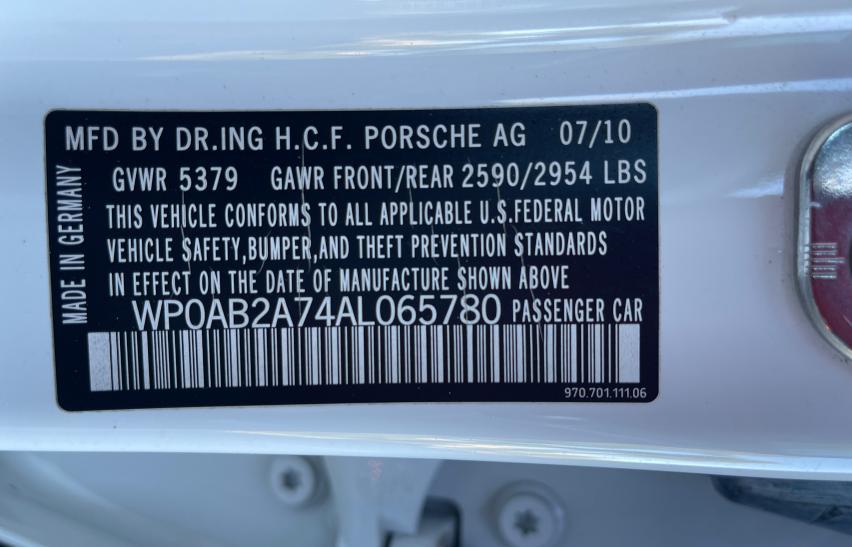 MFD BY DR.ING H.C.F. PORSCHE AG 07/10
GVWR 5379 GAWR FRONT/REAR 2590/2954 LBS
THIS VEHICLE CONFORMS TO ALL APPLICABLE U.S.FEDERAL MOTOR
VEHICLE SAFETY,BUMPER,AND THEFT PREVENTION STANDARDS
IN EFFECT ON THE DATE OF MANUFACTURE SHOWN ABOVE
WP0AB2A74AL065780 PASSENGER CAR
970.701.111.06
MADE IN GERMANY